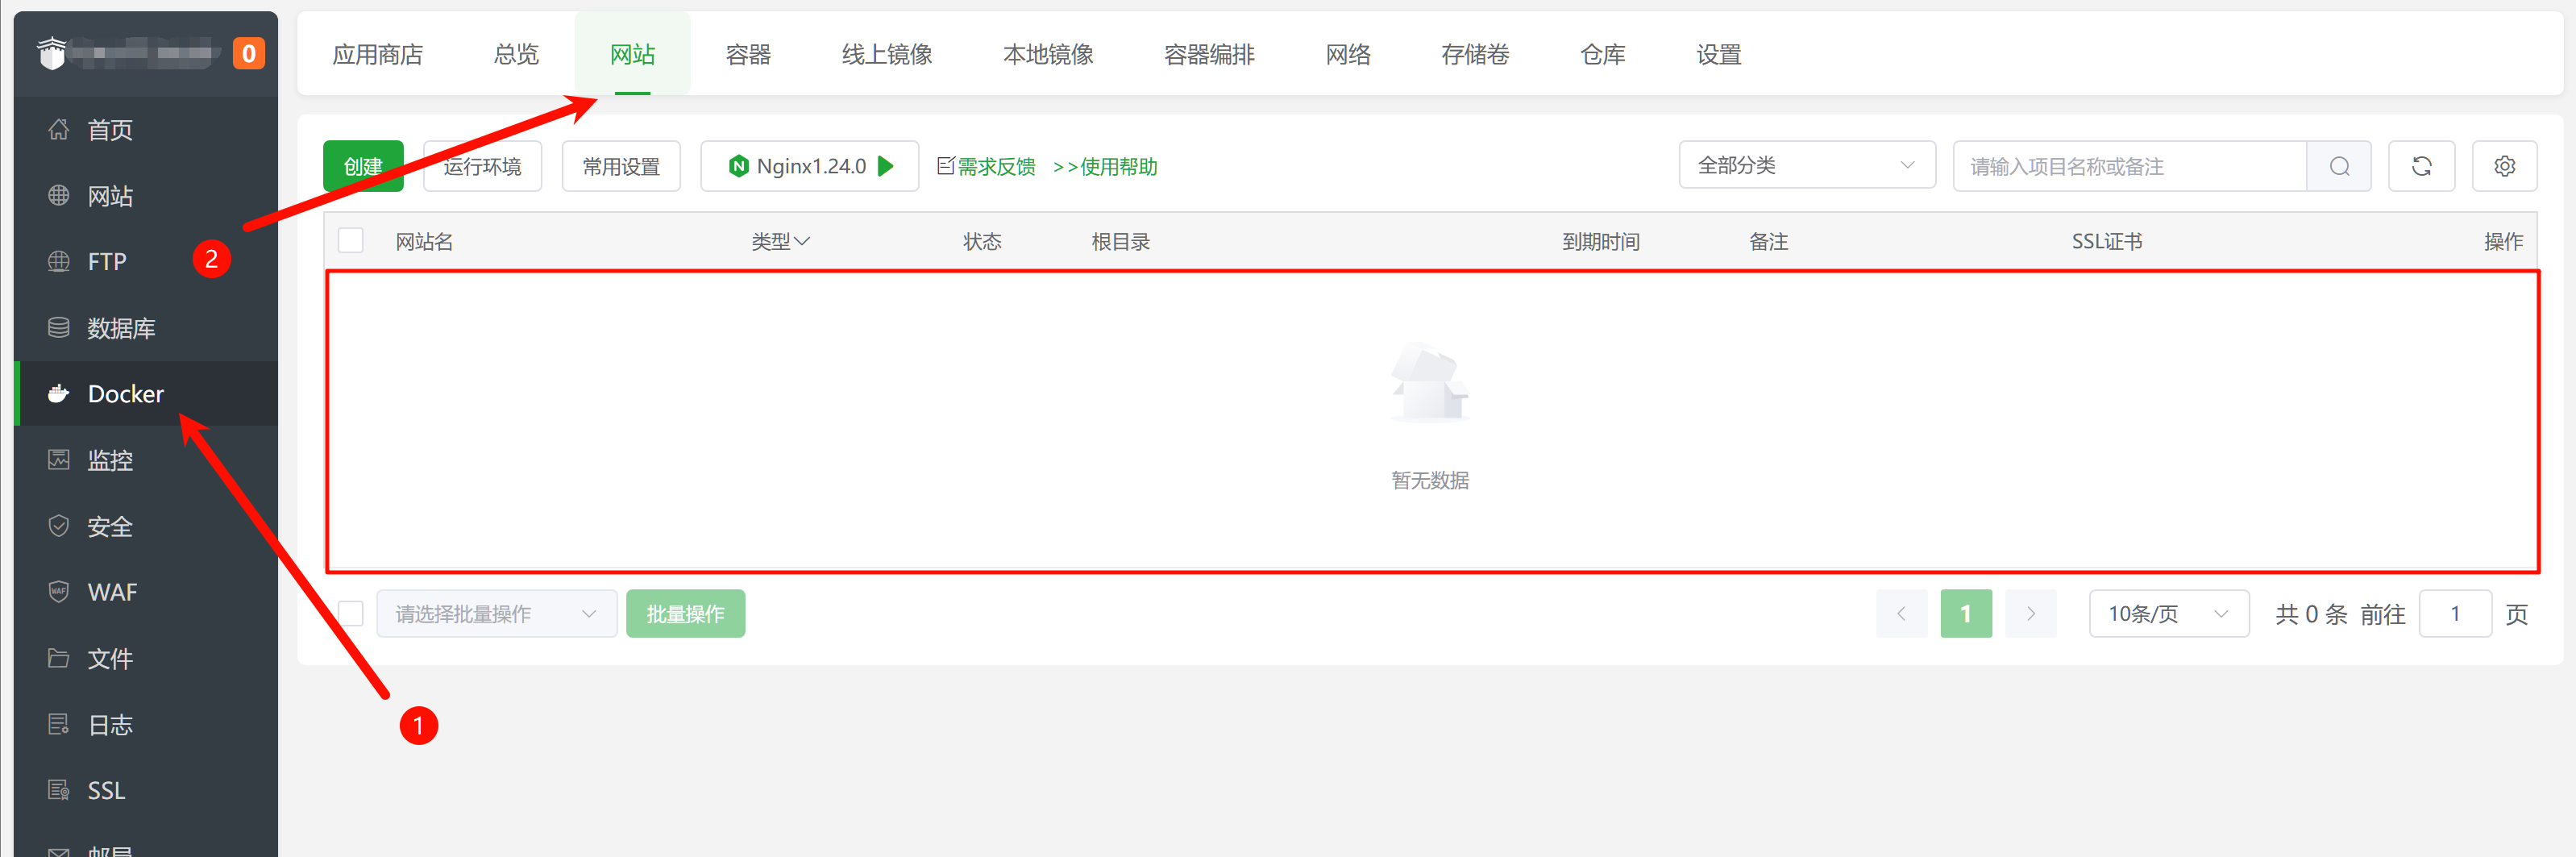 0
首页
网站
FTP
数据库
Docker
监控
安全
WAF
文件
日志
SSL
邮局
应用商店 总览 网站 容器 线上镜像 本地镜像 容器编排 网络 存储卷 仓库 设置
创建 运行环境 常用设置 Nginx1.24.0 需求反馈 >>使用帮助 全部分类 请输入项目名称或备注
网站名 类型 状态 根目录 到期时间 备注 SSL证书 操作
2
暂无数据
请选择批量操作 批量操作 1 10条/页 共 0 条 前往 1 页
1